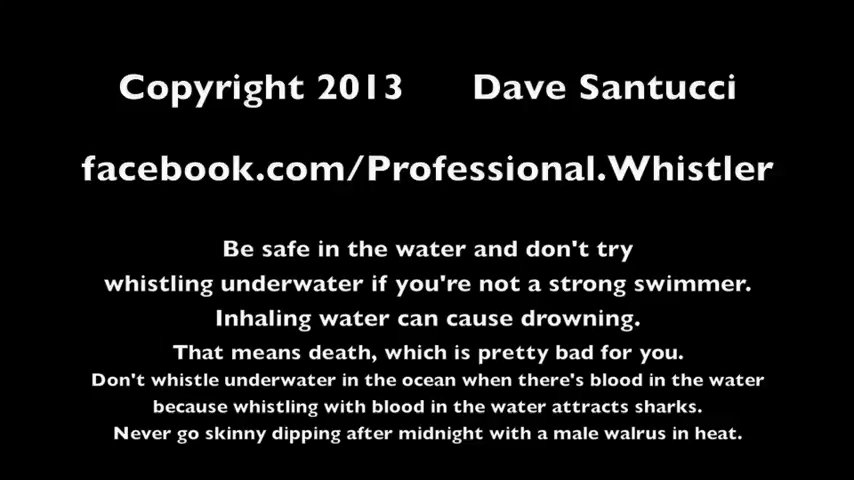 Copyright 2013 Dave Santucci
facebook.com/Professional.Whistler
Be safe in the water and don't try
whistling underwater if you're not a strong swimmer.
Inhaling water can cause drowning.
That means death, which is pretty bad for you.
Don't whistle underwater in the ocean when there's blood in the water
because whistling with blood in the water attracts sharks.
Never go skinny dipping after midnight with a male walrus in heat.